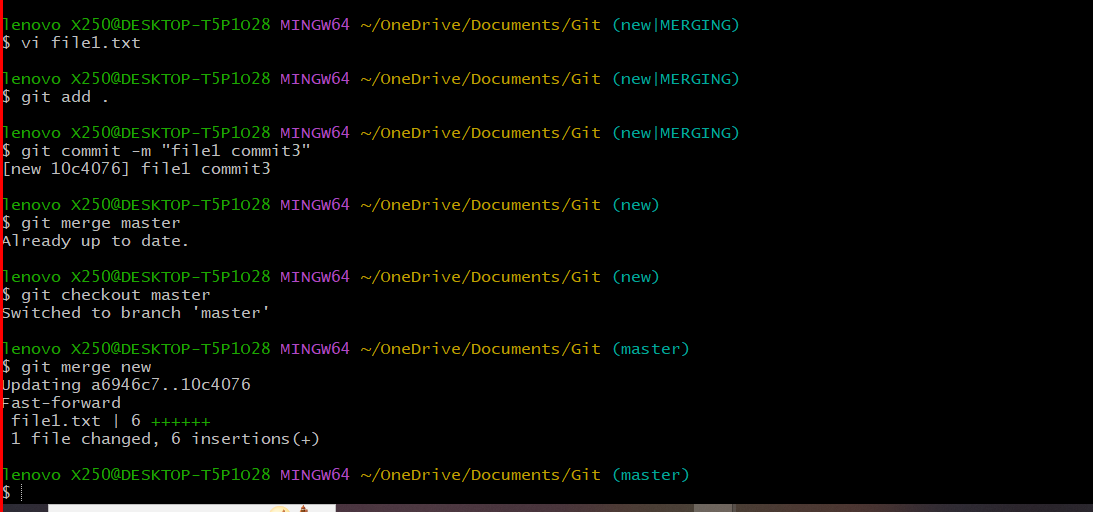 lenovo X250@DESKTOP-T5P1O28 MINGW64 ~/OneDrive/Documents/Git (new|MERGING)
$ vi file1.txt
lenovo X250@DESKTOP-T5P1O28 MINGW64 ~/OneDrive/Documents/Git (new|MERGING)
$ git add .
lenovo X250@DESKTOP-T5P1O28 MINGW64 ~/OneDrive/Documents/Git (new|MERGING)
$ git commit -m "file1 commit3"
[new 10c4076] file1 commit3
lenovo X250@DESKTOP-T5P1O28 MINGW64 ~/OneDrive/Documents/Git (new)
$ git merge master
Already up to date.
lenovo X250@DESKTOP-T5P1O28 MINGW64 ~/OneDrive/Documents/Git (new)
$ git checkout master
Switched to branch 'master'
lenovo X250@DESKTOP-T5P1O28 MINGW64 ~/OneDrive/Documents/Git (master)
$ git merge new
Updating a6946c7..10c4076
Fast-forward
file1.txt | 6 ++++++
1 file changed, 6 insertions(+)
lenovo X250@DESKTOP-T5P1O28 MINGW64 ~/OneDrive/Documents/Git (master)
$